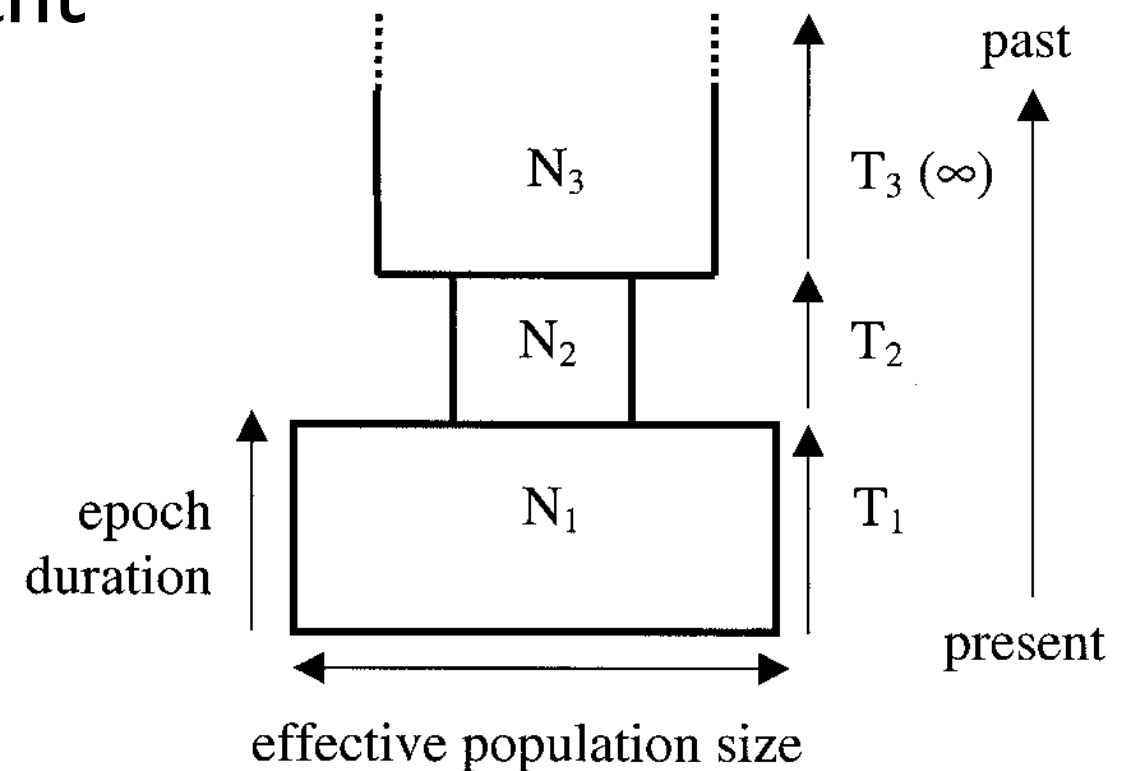 past
N₃
T₃ (∞)
N₂
T₂
N₁
T₁
epoch
duration
present
effective population size